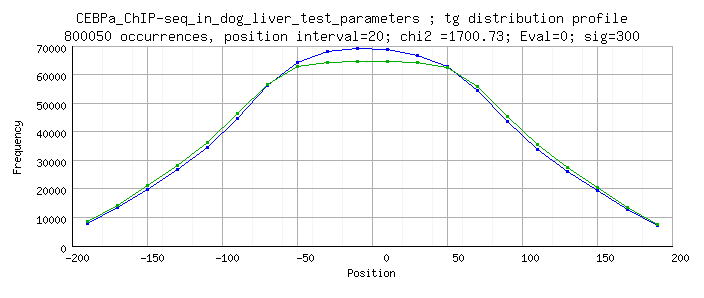 CEBPa_ChIP-seq_in_dog_liver_test_parameters ; tg distribution profile
800050 occurrences, position interval=20; chi2 =1700.73; Eval=0; sig=300
70000
60000
50000
40000
30000
20000
10000
0
Frequency
-200 -150 -100 -50 0 50 100 150 200
Position